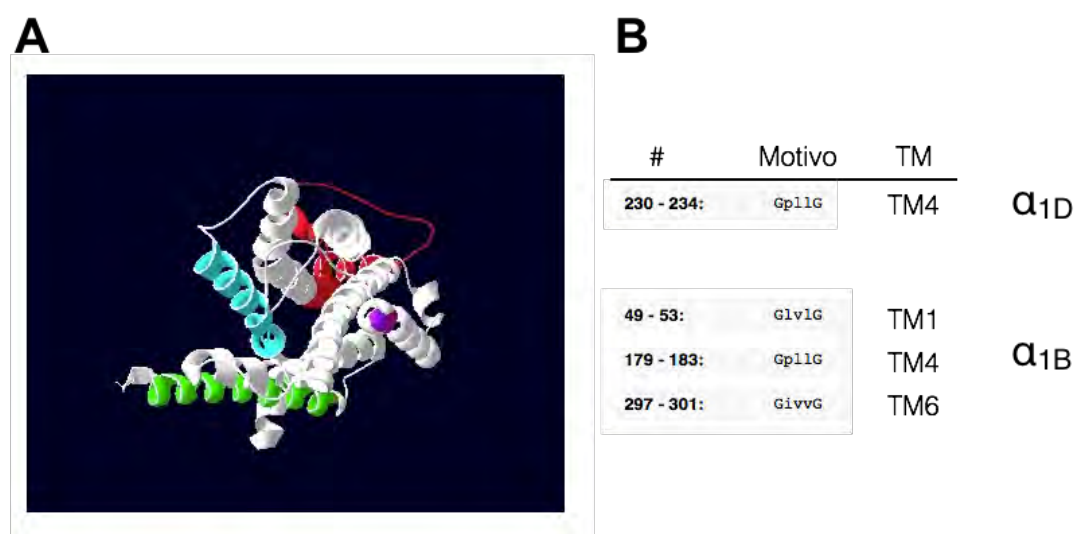 A
B
# Motivo TM
230 - 234: GpllG TM4 α1D
49 - 53: GlvlG TM1
179 - 183: GpllG TM4 α1B
297 - 301: GivvG TM6